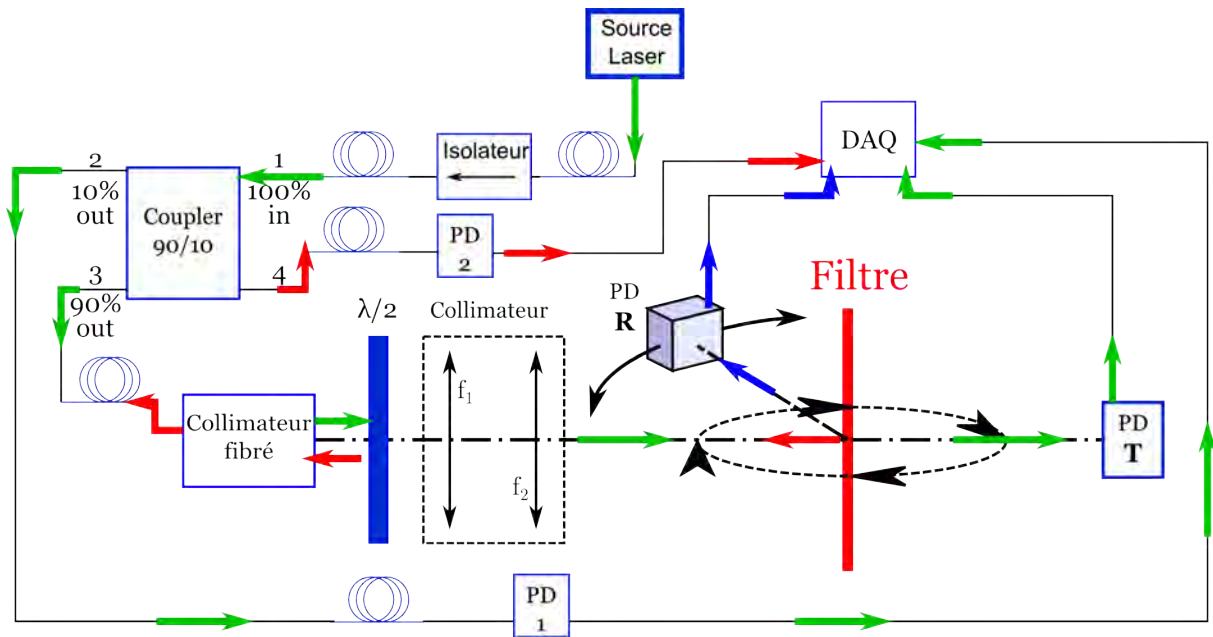 Source
Laser
DAQ
Isolateur
2
10%
out
1
100%
in
Coupler
90/10
3
90%
out
4
PD
2
λ/2
Collimateur
PD
R
Filtre
f1
f2
Collimateur
fibré
PD
T
PD
1